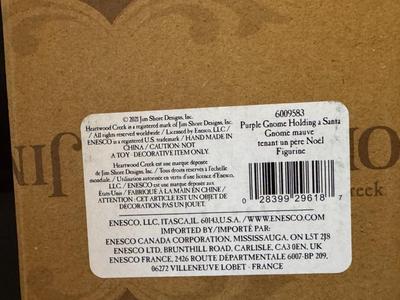 © 2021 Jim Shore Designs, Inc.
Heartwood Creek is a registered mark of Jim Shore Designs, Inc.
/ All rights reserved worldwide / Licensed by Enesco, LLC /
ENESCO is a registered U.S. trademark / HAND MADE IN
CHINA / CAUTION: NOT
A TOY - DECORATIVE ITEM ONLY.
Heartwood Creek est une marque déposée
de Jim Shore Designs, Inc. / Tous droits réservés à l'échelle
mondiale / Utilisation autorisée en vertu d'une licence d'Enesco,
LLC / ENESCO est une marque déposée aux
États Unis / FABRIQUÉ A LA MAIN EN CHINE /
ATTENTION : CET ARTICLE EST UN OBJET DE
DÉCORATION, PAS UN JOUET.
6009583
Purple Gnome Holding a Santa
Gnome mauve
tenant un père Noël
Figurine
0 28399 29618 7
WWW.ENESCO.COM
ENESCO, LLC, ITASCA, IL 60143, U.S.A.
IMPORTED BY/IMPORTÉ PAR:
ENESCO CANADA CORPORATION, MISSISSAUGA, ON L5T 2J8
ENESCO LTD, BRUNTHILL ROAD, CARLISLE, CA3 0EN, UK
ENESCO FRANCE, 2426 ROUTE DÉPARTEMENTALE 6007-BP 209,
06272 VILLENEUVE LOBET - FRANCE
reek